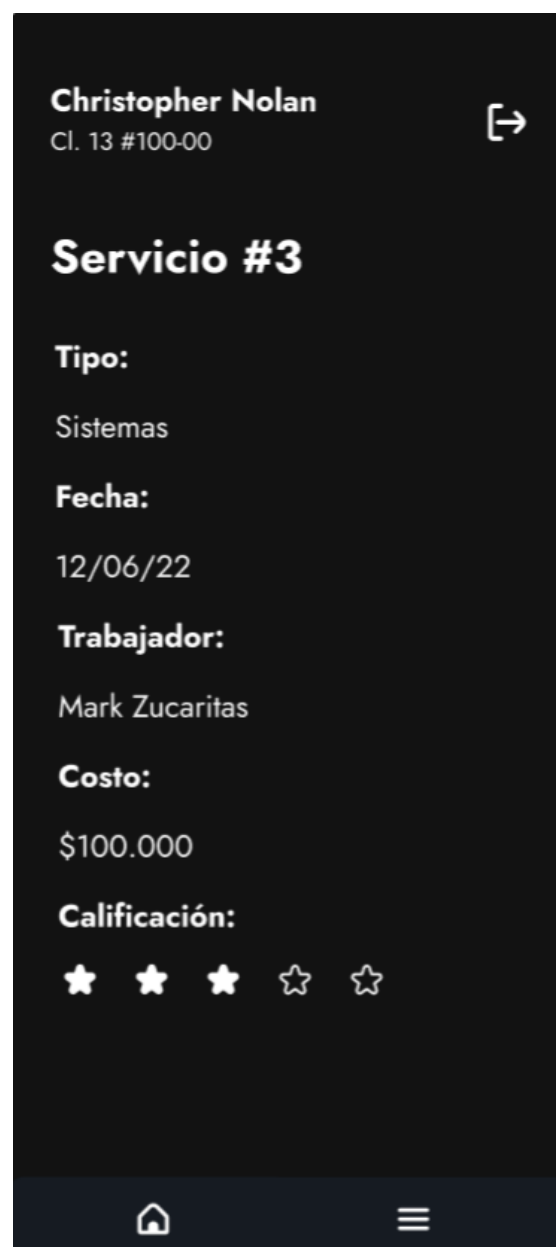 Christopher Nolan
Cl. 13 #100-00
Servicio #3
Tipo:
Sistemas
Fecha:
12/06/22
Trabajador:
Mark Zucaritas
Costo:
$100.000
Calificación: